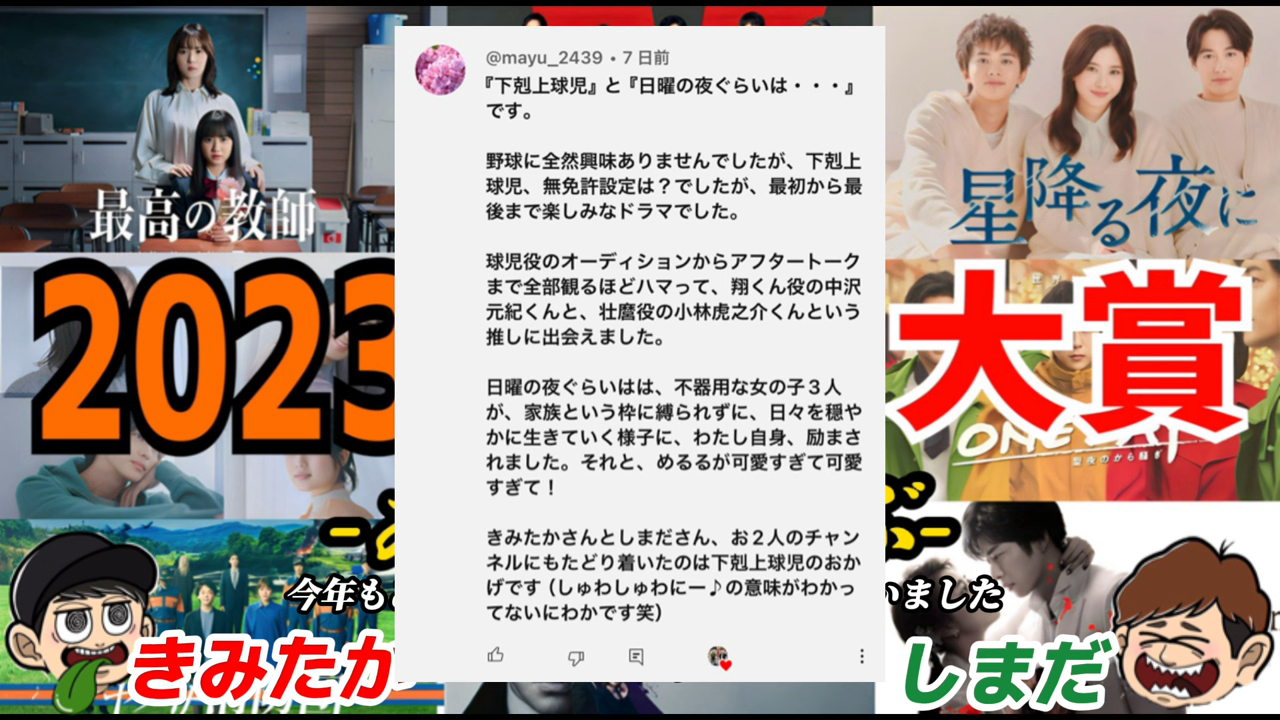 @mayu_2439・7 日前
『下剋上球児』と『日曜の夜ぐらいは・・・』
です。
野球に全然興味ありませんでしたが、下剋上
球児、無免許設定は？でしたが、最初から最
後まで楽しみなドラマでした。
球児役のオーディションからアフタートーク
まで全部観るほどハマって、翔くん役の中沢
元紀くんと、壮磨役の小林虎之介くんという
推しに出会えました。
日曜の夜ぐらいはは、不器用な女の子３人
が、家族という枠に縛られずに、日々を穏や
かに生きていく様子に、わたし自身、励まさ
れました。それと、めるるが可愛すぎて可愛
すぎて！
きみたかさんとしまださん、お２人のチャン
ネルにもたどり着いたのは下剋上球児のおか
げです（しゅわしゅわにー♪の意味がわかっ
てないにわかです笑）
最高の教師
星降る夜に
2023
大賞
聖夜のから騒ぎ
今年も
いました
きみたか
しまだ